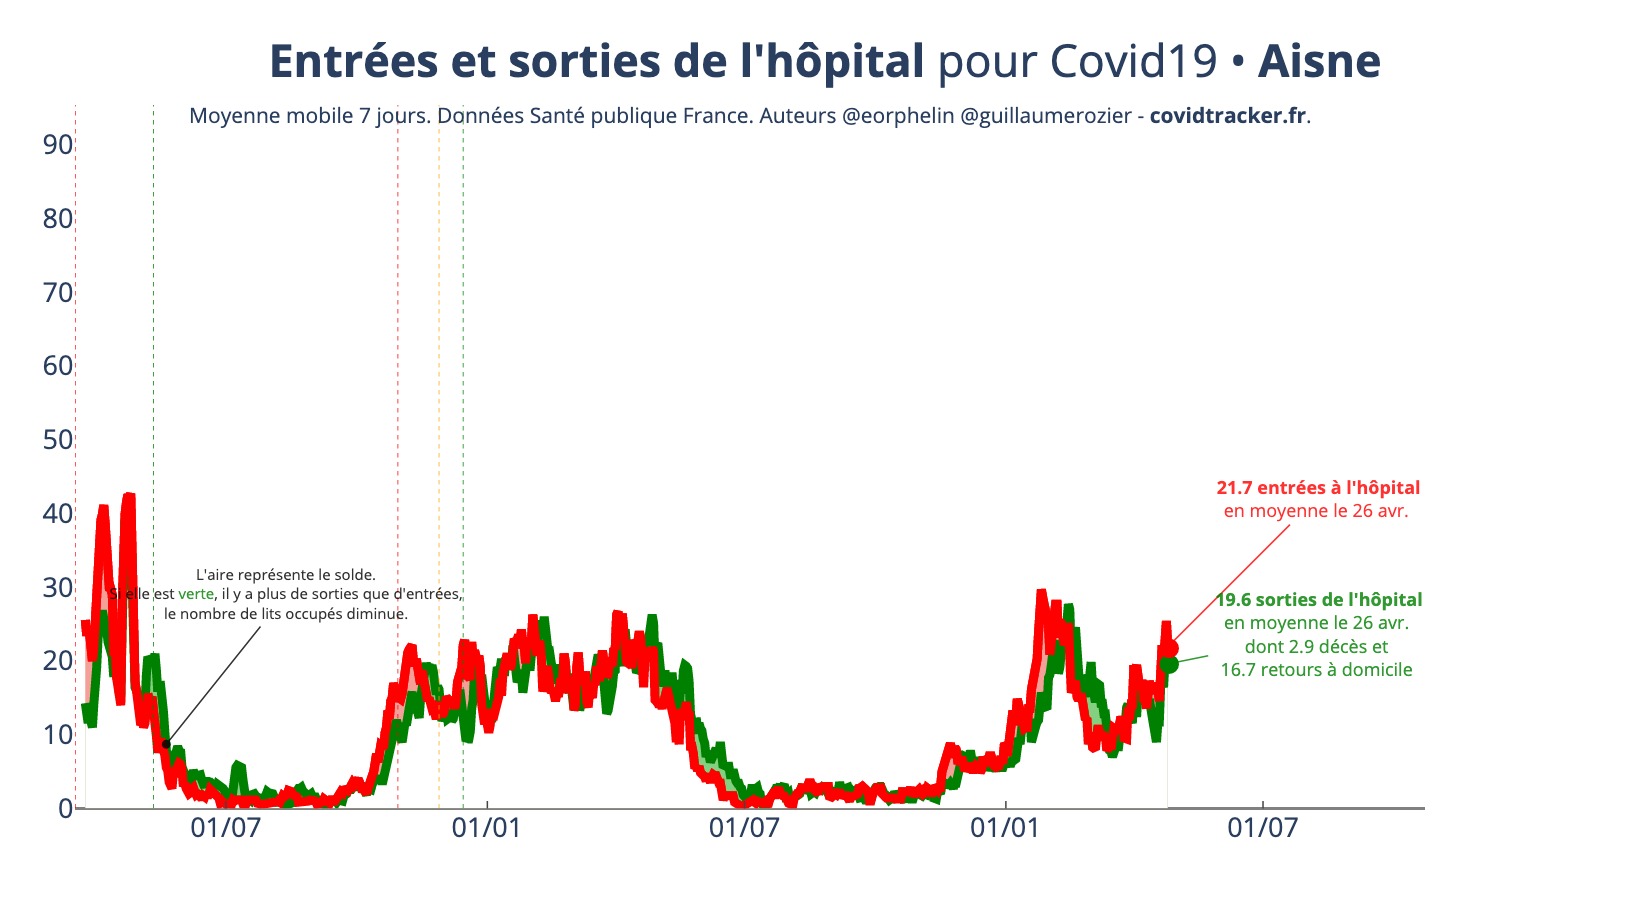 Entrées et sorties de l'hôpital pour Covid19 • Aisne
Moyenne mobile 7 jours. Données Santé publique France. Auteurs @eorphelin @guillaumerozier - covidtracker.fr.
90
80
70
60
50
40
30
20
10
0
L'aire représente le solde.
Si elle est verte, il y a plus de sorties que d'entrées,
le nombre de lits occupés diminue.
21.7 entrées à l'hôpital
en moyenne le 26 avr.
19.6 sorties de l'hôpital
en moyenne le 26 avr.
dont 2.9 décès et
16.7 retours à domicile
01/07
01/01
01/07
01/01
01/07